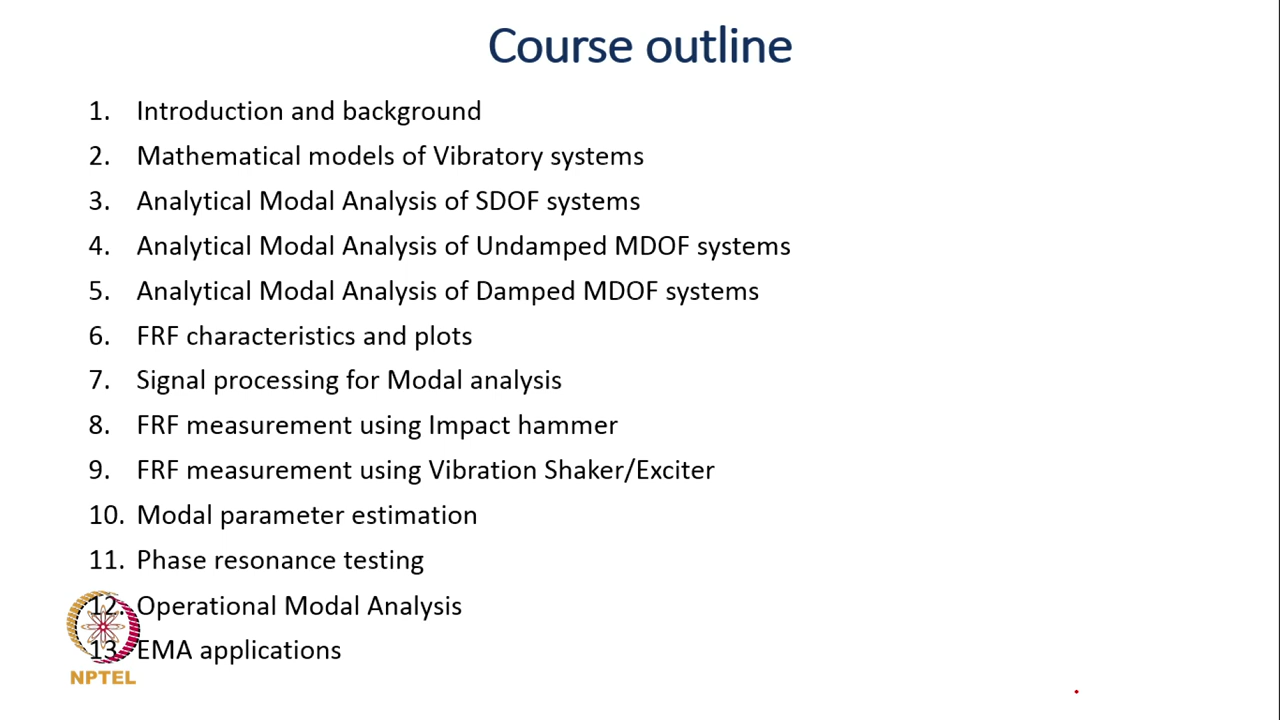 Course outline
1. Introduction and background
2. Mathematical models of Vibratory systems
3. Analytical Modal Analysis of SDOF systems
4. Analytical Modal Analysis of Undamped MDOF systems
5. Analytical Modal Analysis of Damped MDOF systems
6. FRF characteristics and plots
7. Signal processing for Modal analysis
8. FRF measurement using Impact hammer
9. FRF measurement using Vibration Shaker/Exciter
10. Modal parameter estimation
11. Phase resonance testing
12. Operational Modal Analysis
13. EMA applications
NPTEL